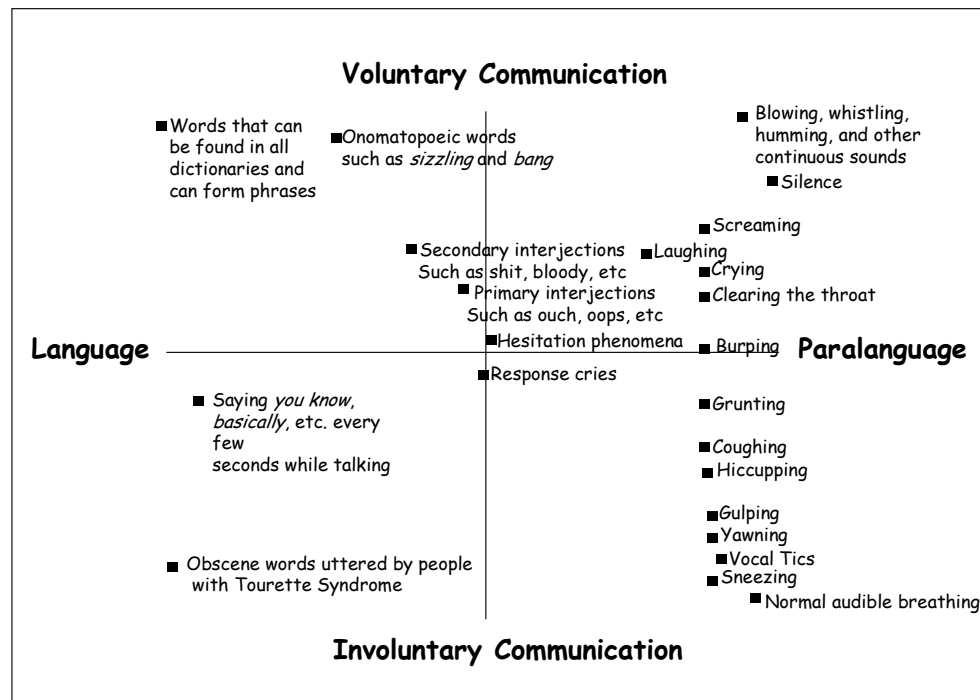 Voluntary Communication
Words that can
be found in all
dictionaries and
can form phrases
Onomatopoeic words
such as sizzling and bang
Blowing, whistling,
humming, and other
continuous sounds
Silence
Screaming
Secondary interjections
Such as shit, bloody, etc
Laughing
Crying
Primary interjections
Such as ouch, oops, etc
Clearing the throat
Hesitation phenomena
Language
Burping
Paralanguage
Response cries
Saying you know,
basically, etc. every
few
seconds while talking
Grunting
Coughing
Hiccupping
Gulping
Yawning
Vocal Tics
Obscene words uttered by people
with Tourette Syndrome
Sneezing
Normal audible breathing
Involuntary Communication